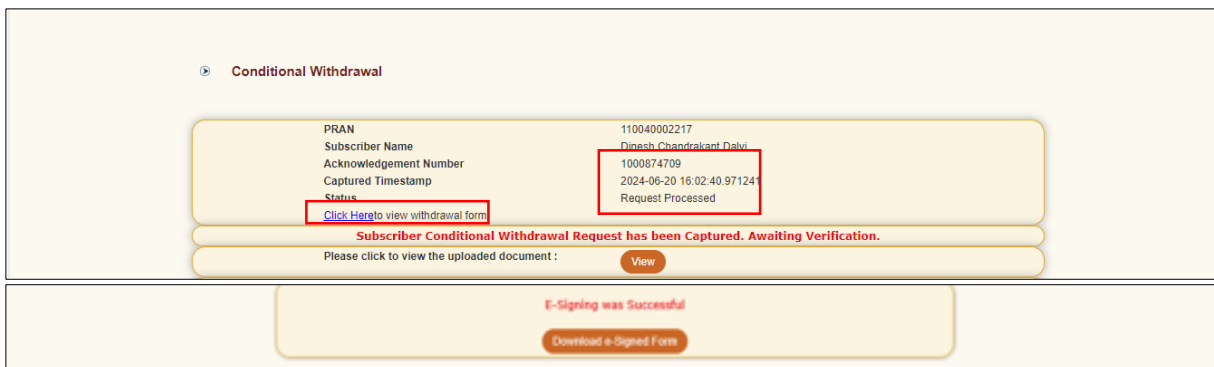 Conditional Withdrawal
PRAN 110040002217
Subscriber Name Dinesh Chandrakant Dalvi
Acknowledgement Number 1000874709
Captured Timestamp 2024-06-20 16:02:40.971241
Status Request Processed
Click Hereto view withdrawal form
Subscriber Conditional Withdrawal Request has been Captured. Awaiting Verification.
Please click to view the uploaded document : View
E-Signing was Successful
Download e-Signed Form